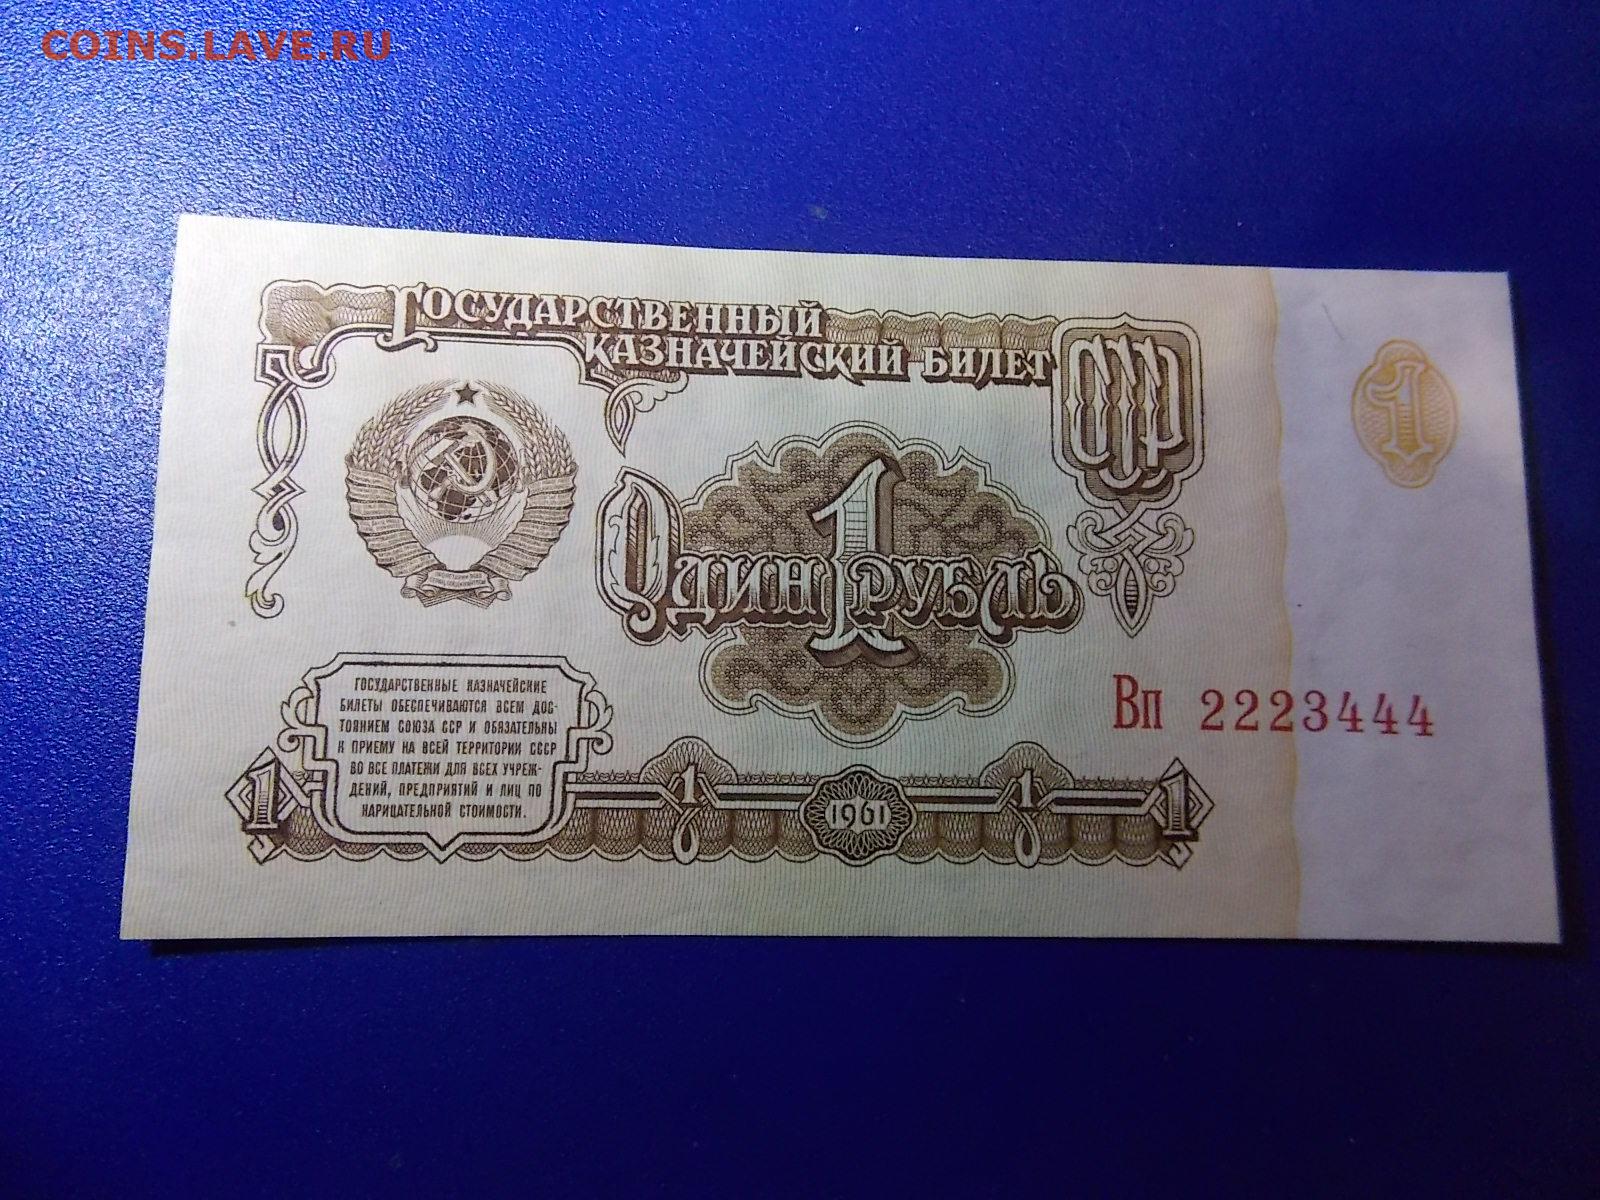 COINS.LAVE.RU
ГОСУДАРСТВЕННЫЙ
КАЗНАЧЕЙСКИЙ БИЛЕТ
СССР
1
1
ОДИН РУБЛЬ
Вп 2223444
ГОСУДАРСТВЕННЫЕ КАЗНАЧЕЙСКИЕ
БИЛЕТЫ ОБЕСПЕЧИВАЮТСЯ ВСЕМ ДОС-
ТОЯНИЕМ СОЮЗА ССР И ОБЯЗАТЕЛЬНЫ
К ПРИЕМУ НА ВСЕЙ ТЕРРИТОРИИ СССР
ВО ВСЕ ПЛАТЕЖИ ДЛЯ ВСЕХ УЧРЕЖ-
ДЕНИЙ, ПРЕДПРИЯТИЙ И ЛИЦ ПО
НАРИЦАТЕЛЬНОЙ СТОИМОСТИ.
1 1 1961 1 1